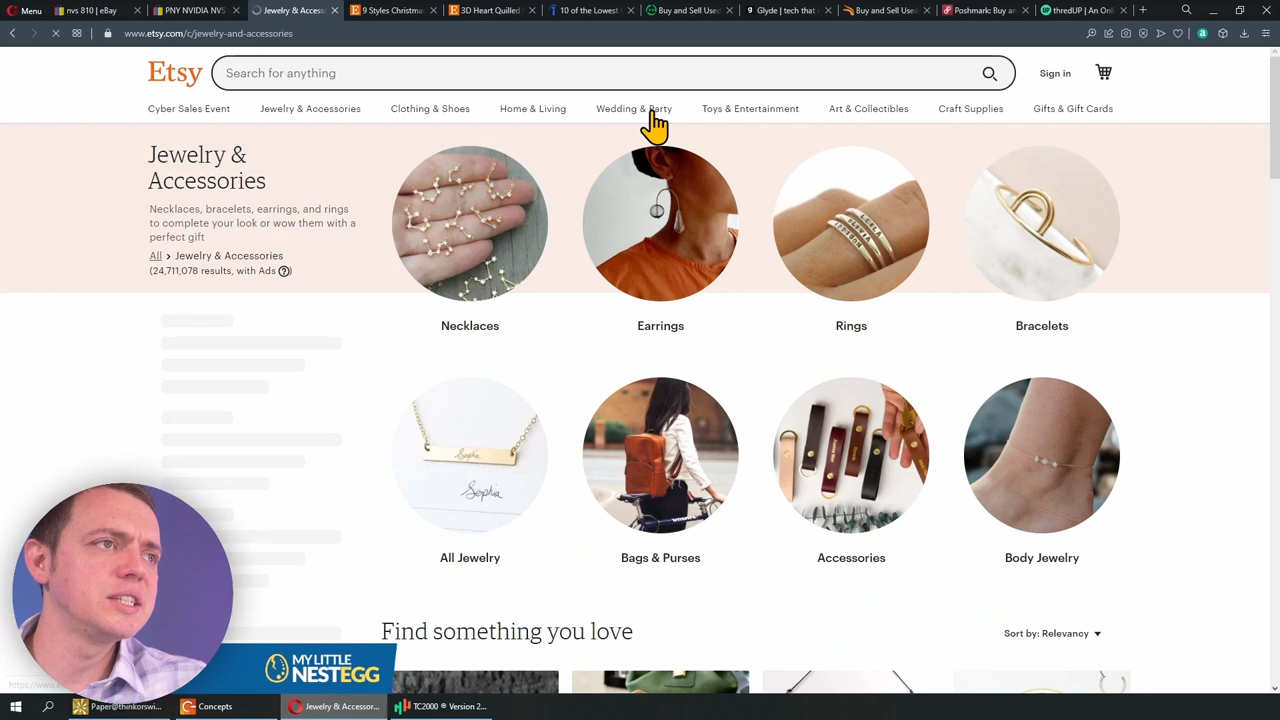 Menu
nvs 810 | eBay
PNY NVIDIA NVS
Jewelry & Access
9 Styles Christmas
3D Heart Quilled
10 of the Lowest
Buy and Sell Used
Glyde | tech that
Buy and Sell Used
Poshmark: Buy an
thredUP | An Onl
www.etsy.com/c/jewelry-and-accessories
Etsy
Search for anything
Sign in
Cyber Sales Event
Jewelry & Accessories
Clothing & Shoes
Home & Living
Wedding & Party
Toys & Entertainment
Art & Collectibles
Craft Supplies
Gifts & Gift Cards
Jewelry &
Accessories
Necklaces, bracelets, earrings, and rings
to complete your look or wow them with a
perfect gift
All > Jewelry & Accessories
(24,711,078 results, with Ads ?)
Necklaces
Earrings
Rings
Bracelets
Sophia
Sophia
All Jewelry
Bags & Purses
Accessories
Body Jewelry
Find something you love
Sort by: Relevancy
MY LITTLE
NESTEGG
Paper@thinkorswi...
Concepts
Jewelry & Accessor...
TC2000 ® Version 2...